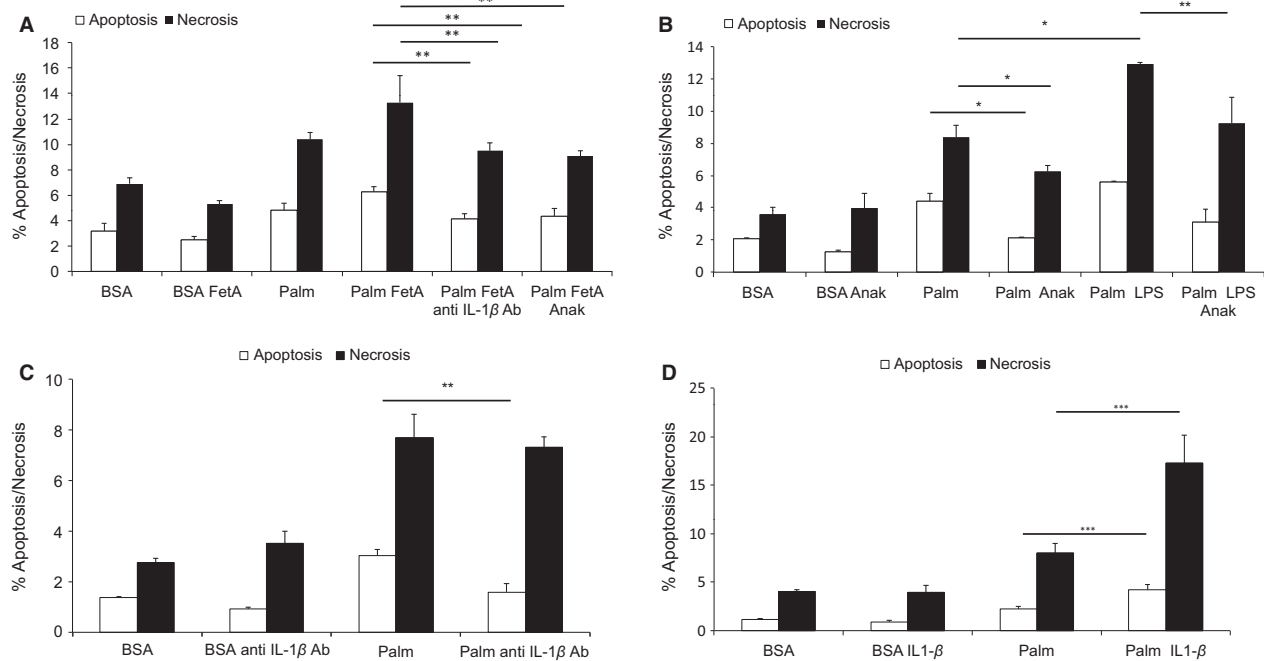 **
A
□ Apoptosis ■ Necrosis
**
**
**
% Apoptosis/Necrosis
18
16
14
12
10
8
6
4
2
0
BSA
BSA FetA
Palm
Palm FetA
Palm FetA
anti IL-1β Ab
Palm FetA
Anak
B
□ Apoptosis ■ Necrosis
**
*
*
*
% Apoptosis/Necrosis
14
12
10
8
6
4
2
0
BSA
BSA Anak
Palm
Palm Anak
Palm LPS
Palm LPS
Anak
C
□ Apoptosis ■ Necrosis
**
% Apoptosis/Necrosis
10
8
6
4
2
0
BSA
BSA anti IL-1β Ab
Palm
Palm anti IL-1β Ab
D
□ Apoptosis ■ Necrosis
***
***
% Apoptosis/Necrosis
25
20
15
10
5
0
BSA
BSA IL1-β
Palm
Palm IL1-β